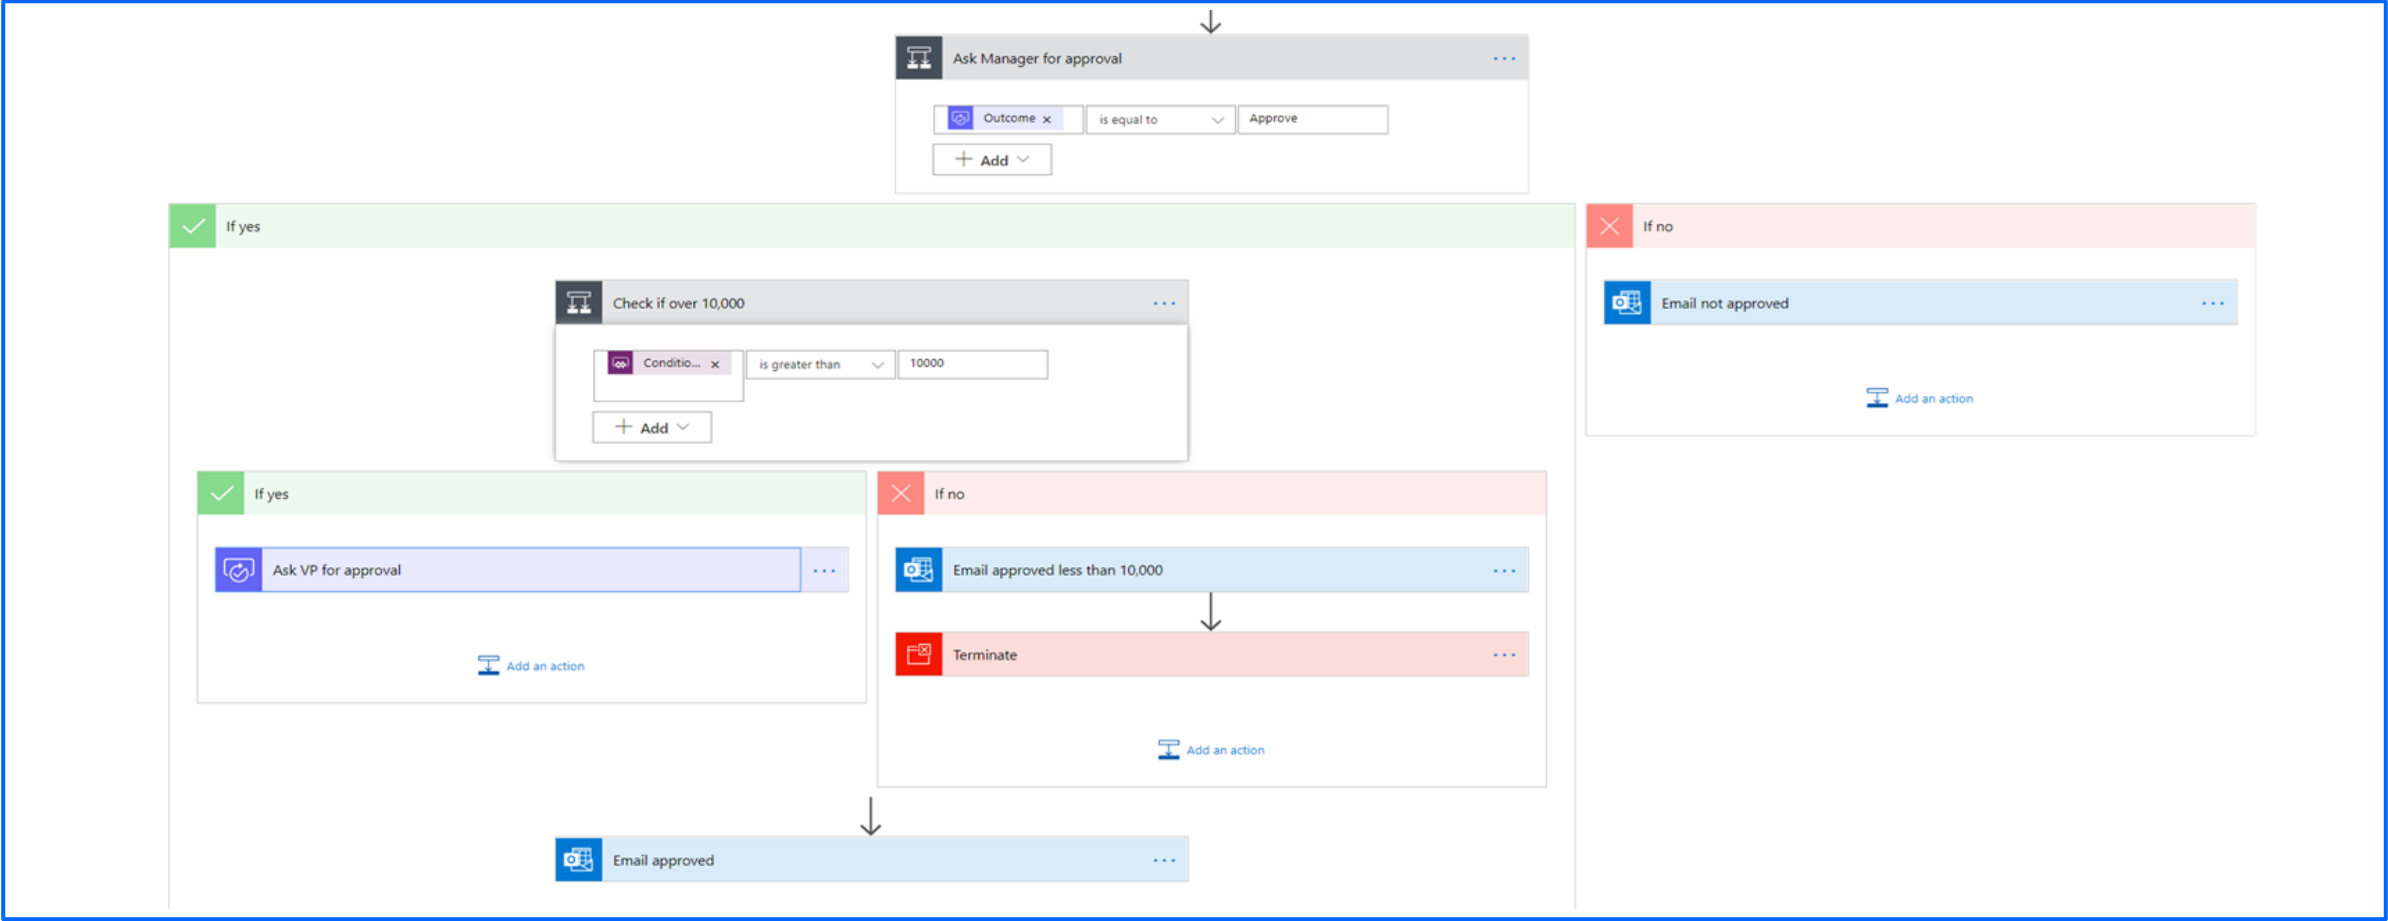 Ask Manager for approval
Outcome is equal to Approve
Add
If yes
If no
Check if over 10,000
Email not approved
Conditio... is greater than 10000
Add an action
Add
If yes
If no
Ask VP for approval
Email approved less than 10,000
Terminate
Add an action
Add an action
Email approved